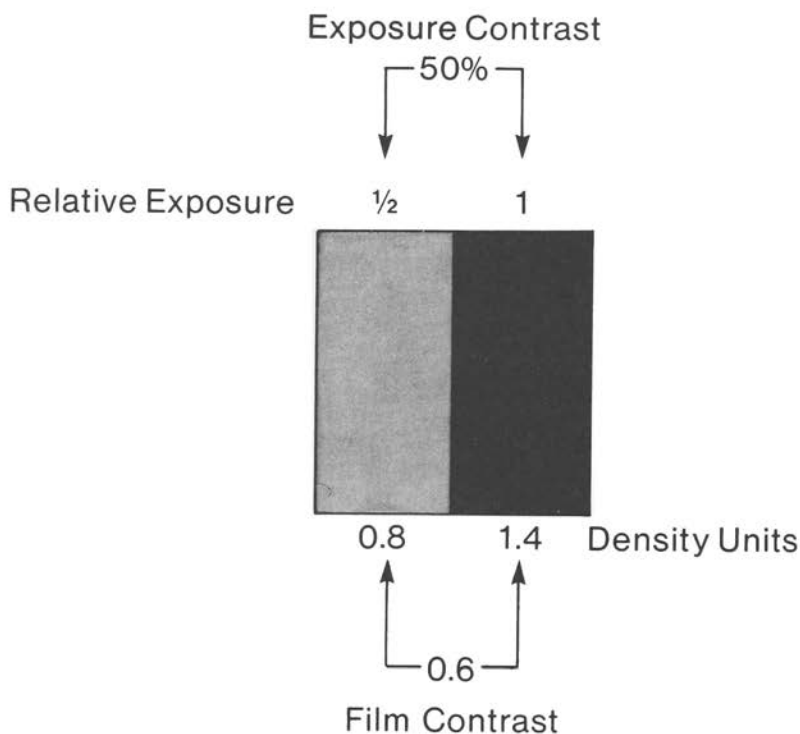 Exposure Contrast
50%
Relative Exposure ½ 1
0.8 1.4 Density Units
0.6
Film Contrast